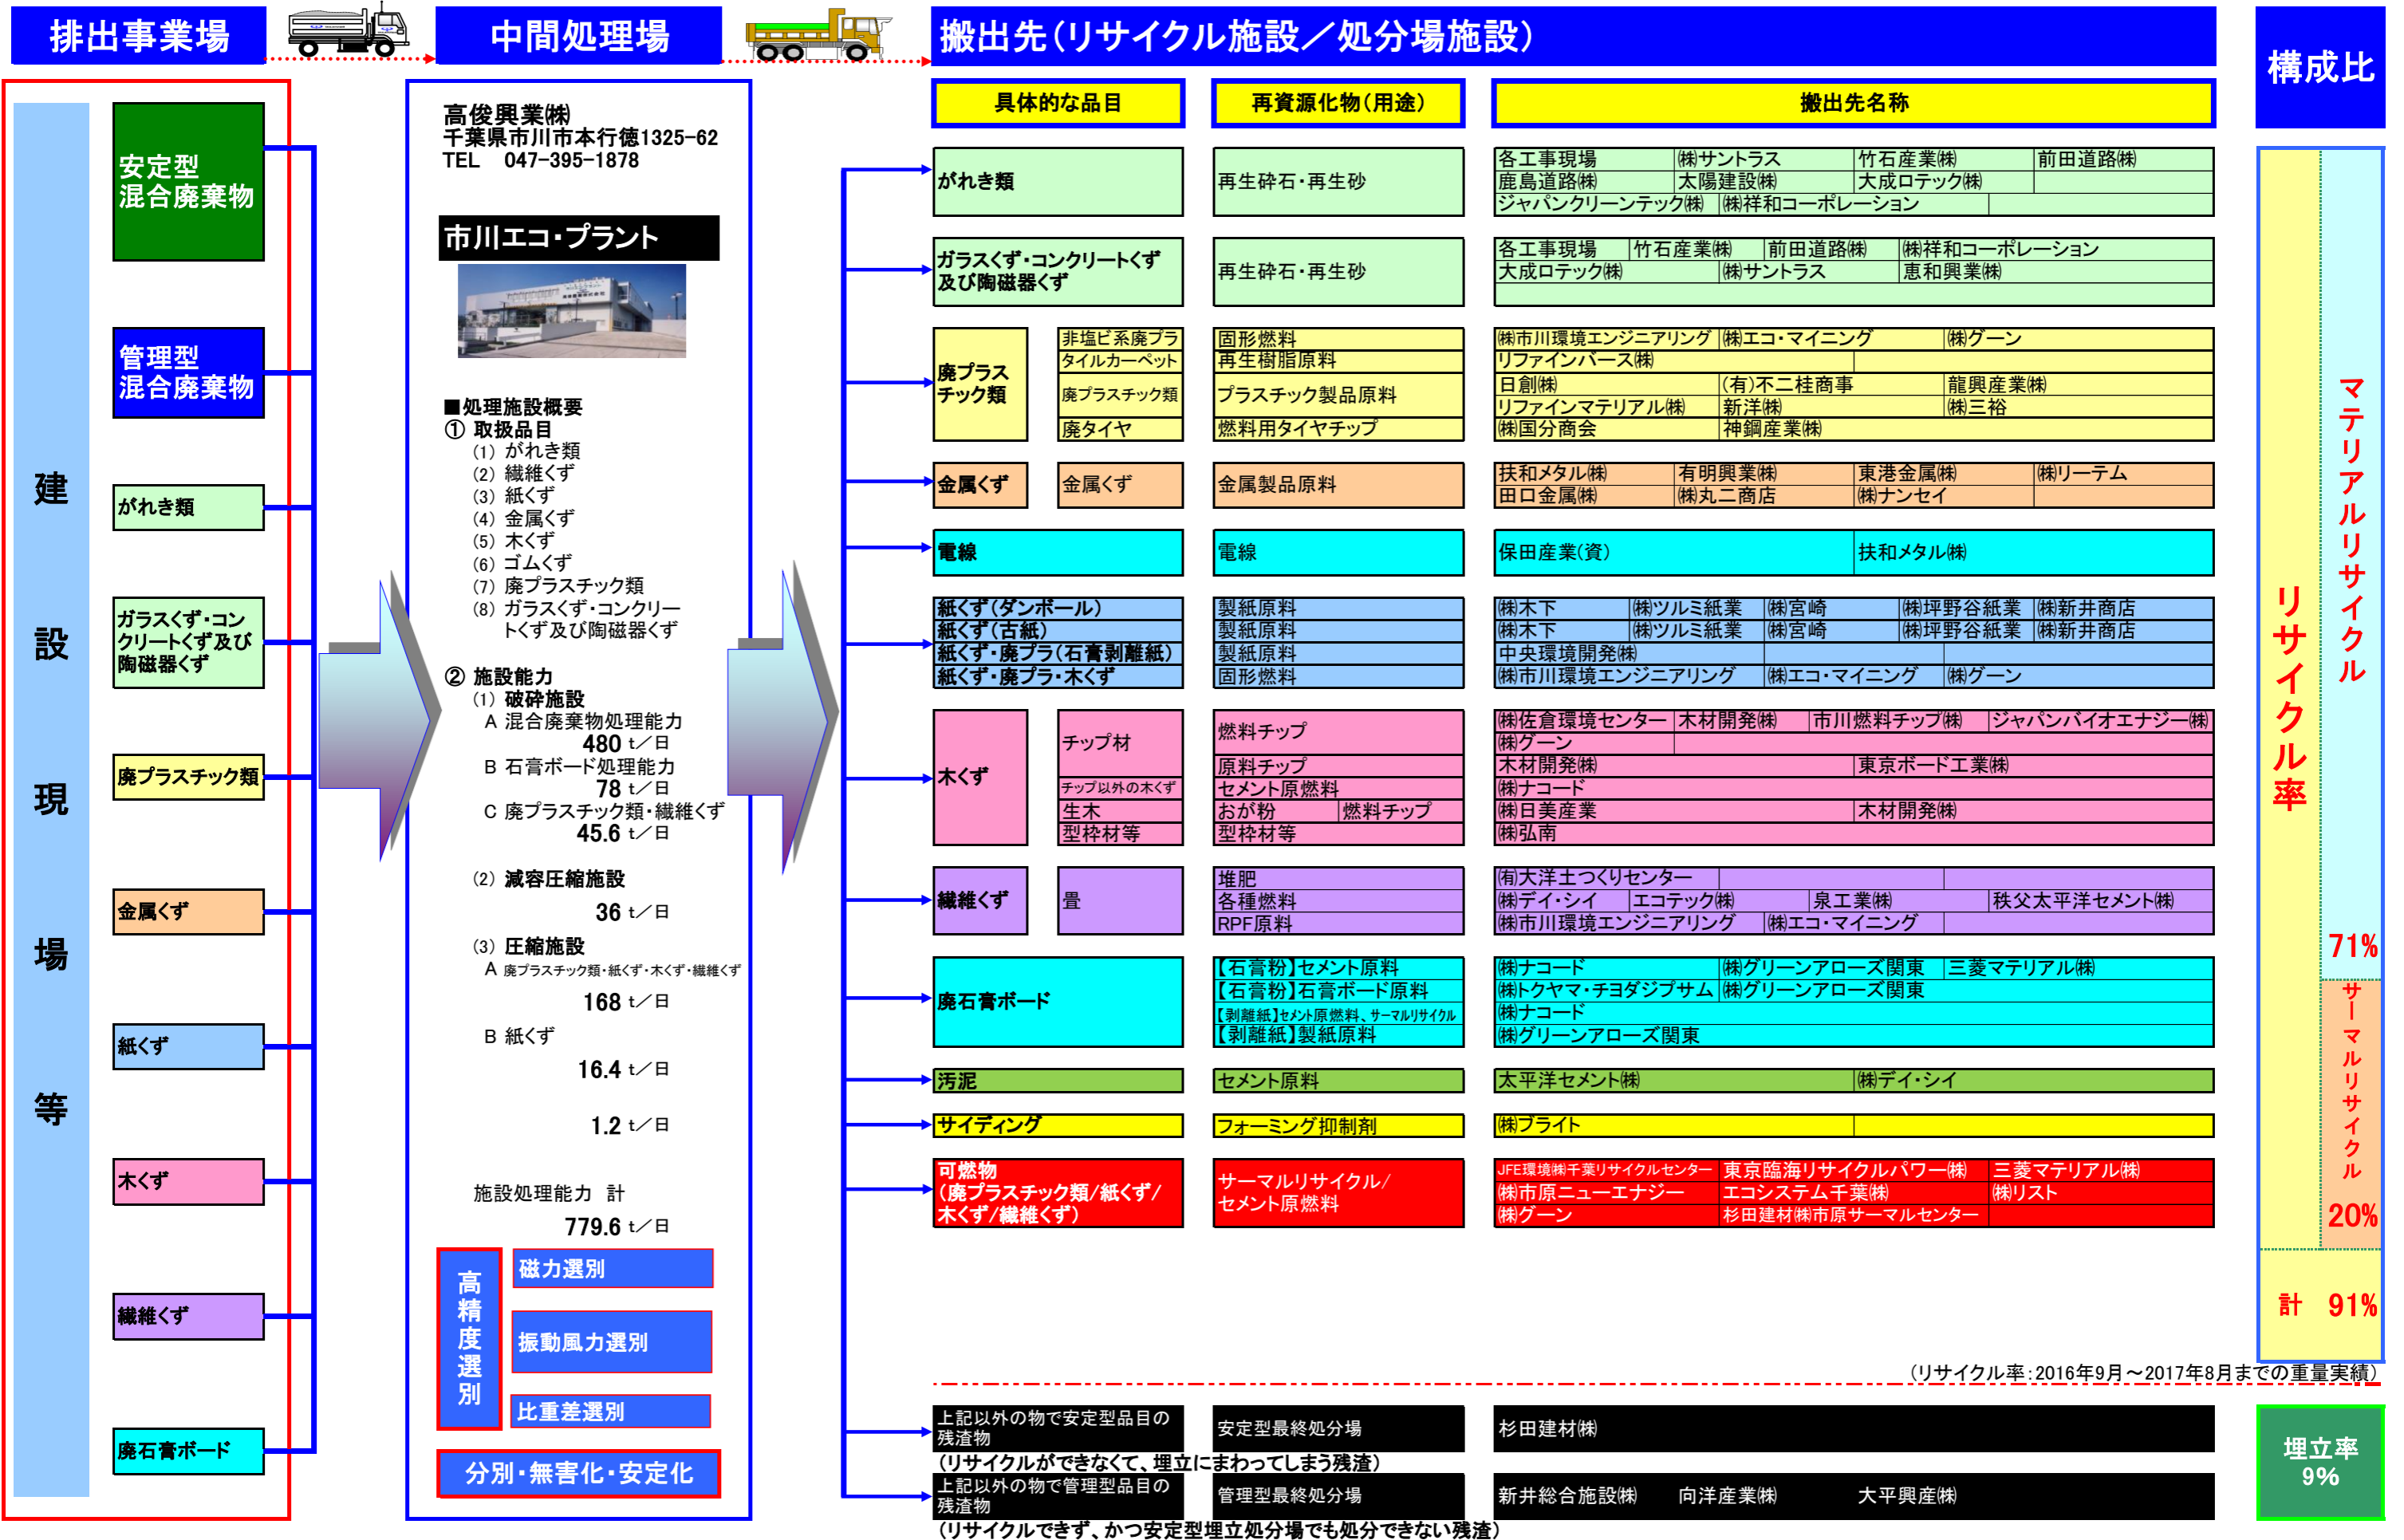 排出事業場
中間処理場
搬出先(リサイクル施設／処分場施設)
構成比
建設現場等
安定型
混合廃棄物
管理型
混合廃棄物
がれき類
ガラスくず・コン
クリートくず及び
陶磁器くず
廃プラスチック類
金属くず
紙くず
木くず
繊維くず
廃石膏ボード
高俊興業㈱
千葉県市川市本行徳1325-62
TEL　047-395-1878
市川エコ・プラント
■処理施設概要
① 取扱品目
(1) がれき類
(2) 繊維くず
(3) 紙くず
(4) 金属くず
(5) 木くず
(6) ゴムくず
(7) 廃プラスチック類
(8) ガラスくず・コンクリー
トくず及び陶磁器くず
② 施設能力
(1) 破砕施設
A 混合廃棄物処理能力
480 t／日
B 石膏ボード処理能力
78 t／日
C 廃プラスチック類・繊維くず
45.6 t／日
(2) 減容圧縮施設
36 t／日
(3) 圧縮施設
A 廃プラスチック類・紙くず・木くず・繊維くず
168 t／日
B 紙くず
16.4 t／日
1.2 t／日
施設処理能力 計
779.6 t／日
高精度選別
磁力選別
振動風力選別
比重差選別
分別・無害化・安定化
具体的な品目 再資源化物(用途) 搬出先名称
がれき類 再生砕石・再生砂
各工事現場 ㈱サントラス 竹石産業㈱ 前田道路㈱
鹿島道路㈱ 太陽建設㈱ 大成ロテック㈱
ジャパンクリーンテック㈱ ㈱祥和コーポレーション
ガラスくず・コンクリートくず
及び陶磁器くず
再生砕石・再生砂
各工事現場 竹石産業㈱ 前田道路㈱ ㈱祥和コーポレーション
大成ロテック㈱ ㈱サントラス 恵和興業㈱
廃プラス
チック類
非塩ビ系廃プラ 固形燃料 ㈱市川環境エンジニアリング ㈱エコ・マイニング ㈱グーン
タイルカーペット 再生樹脂原料 リファインバース㈱
廃プラスチック類 プラスチック製品原料
日創㈱ (有)不二桂商事 龍興産業㈱
リファインマテリアル㈱ 新洋㈱ ㈱三裕
廃タイヤ 燃料用タイヤチップ ㈱国分商会 神鋼産業㈱
金属くず 金属くず 金属製品原料
扶和メタル㈱ 有明興業㈱ 東港金属㈱ ㈱リーテム
田口金属㈱ ㈱丸二商店 ㈱ナンセイ
電線 電線 保田産業(資) 扶和メタル㈱
紙くず(ダンボール) 製紙原料 ㈱木下 ㈱ツルミ紙業 ㈱宮崎 ㈱坪野谷紙業 ㈱新井商店
紙くず(古紙) 製紙原料 ㈱木下 ㈱ツルミ紙業 ㈱宮崎 ㈱坪野谷紙業 ㈱新井商店
紙くず・廃プラ(石膏剥離紙) 製紙原料 中央環境開発㈱
紙くず・廃プラ・木くず 固形燃料 ㈱市川環境エンジニアリング ㈱エコ・マイニング ㈱グーン
木くず
チップ材
燃料チップ
㈱佐倉環境センター 木材開発㈱ 市川燃料チップ㈱ ジャパンバイオエナジー㈱
㈱グーン
原料チップ 木材開発㈱ 東京ボード工業㈱
チップ以外の木くず セメント原燃料 ㈱ナコード
生木 おが粉 燃料チップ ㈱日美産業 木材開発㈱
型枠材等 型枠材等 ㈱弘南
繊維くず 畳
堆肥 ㈲大洋土つくりセンター
各種燃料 ㈱デイ・シイ エコテック㈱ 泉工業㈱ 秩父太平洋セメント㈱
RPF原料 ㈱市川環境エンジニアリング ㈱エコ・マイニング
廃石膏ボード
【石膏粉】セメント原料 ㈱ナコード ㈱グリーンアローズ関東 三菱マテリアル㈱
【石膏粉】石膏ボード原料 ㈱トクヤマ・チヨダジプサム ㈱グリーンアローズ関東
【剥離紙】セメント原燃料、サーマルリサイクル ㈱ナコード
【剥離紙】製紙原料 ㈱グリーンアローズ関東
汚泥 セメント原料 太平洋セメント㈱ ㈱デイ・シイ
サイディング フォーミング抑制剤 ㈱ブライト
可燃物
(廃プラスチック類/紙くず/
木くず/繊維くず)
サーマルリサイクル/
セメント原燃料
JFE環境㈱千葉リサイクルセンター 東京臨海リサイクルパワー㈱ 三菱マテリアル㈱
㈱市原ニューエナジー エコシステム千葉㈱ ㈱リスト
㈱グーン 杉田建材㈱市原サーマルセンター
リサイクル率
マテリアルリサイクル
71%
サーマルリサイクル
20%
計 91%
(リサイクル率:2016年9月～2017年8月までの重量実績)
上記以外の物で安定型品目の
残渣物
安定型最終処分場 杉田建材㈱
(リサイクルができなくて、埋立にまわってしまう残渣)
上記以外の物で管理型品目の
残渣物
管理型最終処分場 新井総合施設㈱ 向洋産業㈱ 大平興産㈱
(リサイクルできず、かつ安定型埋立処分場でも処分できない残渣)
埋立率
9%